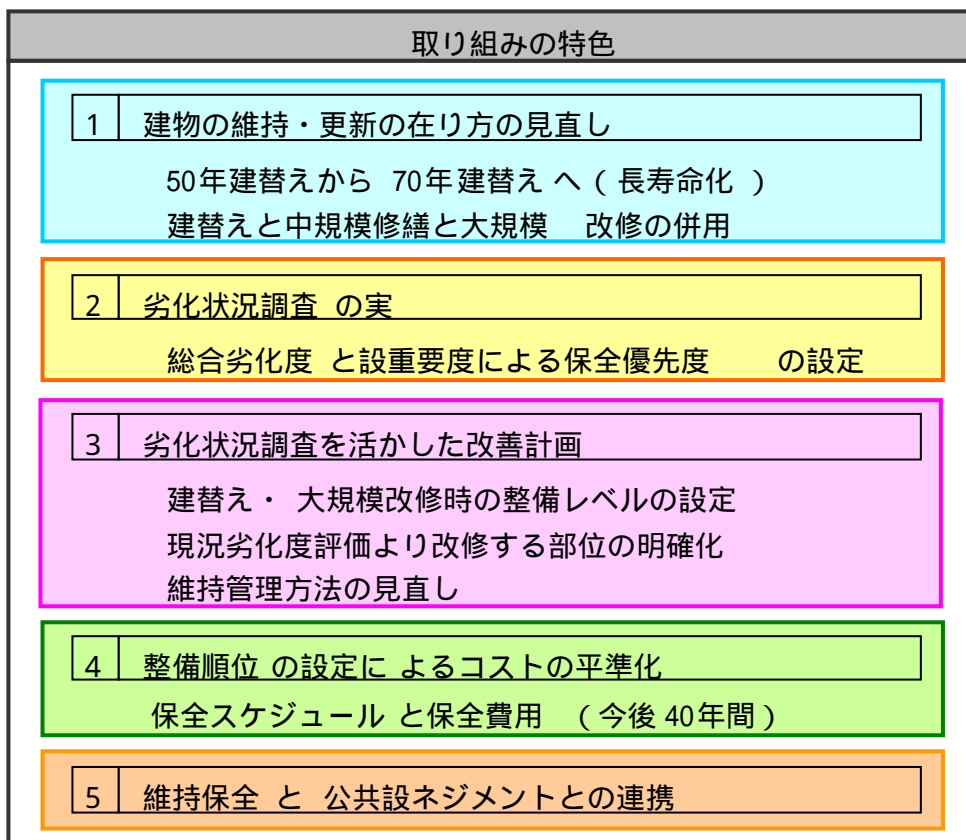 取り組みの特色
1 建物の維持・更新の在り方の見直し
50年建替えから 70年建替え へ（長寿命化 ）
建替えと中規模修繕と大規模 改修の併用
2 劣化状況調査 の実
総合劣化度 と設重要度による保全優先度 の設定
3 劣化状況調査を活かした改善計画
建替え・ 大規模改修時の整備レベルの設定
現況劣化度評価より改修する部位の明確化
維持管理方法の見直し
4 整備順位 の設定に よるコストの平準化
保全スケジュール と保全費用 （今後 40年間）
5 維持保全 と 公共設ネジメントとの連携